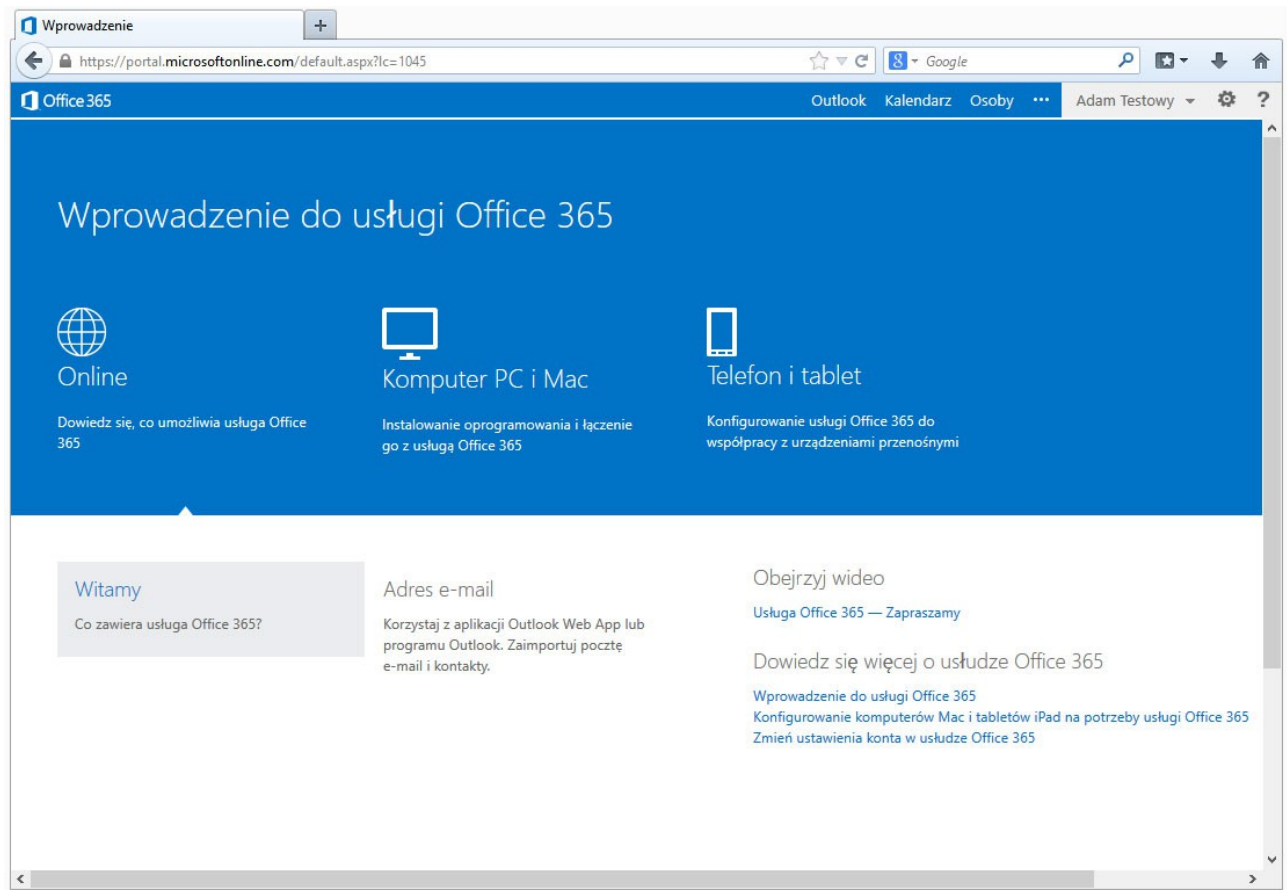 Wprowadzenie
+
https://portal.microsoftonline.com/default.aspx?lc=1045
8 Google
Office 365
Outlook Kalendarz Osoby ••• Adam Testowy ?
Wprowadzenie do usługi Office 365
Online
Dowiedz się, co umożliwia usługa Office
365
Komputer PC i Mac
Instalowanie oprogramowania i łączenie
go z usługą Office 365
Telefon i tablet
Konfigurowanie usługi Office 365 do
współpracy z urządzeniami przenośnymi
Witamy
Co zawiera usługa Office 365?
Adres e-mail
Korzystaj z aplikacji Outlook Web App lub
programu Outlook. Zaimportuj pocztę
e-mail i kontakty.
Obejrzyj wideo
Usługa Office 365 — Zapraszamy
Dowiedz się więcej o usłudze Office 365
Wprowadzenie do usługi Office 365
Konfigurowanie komputerów Mac i tabletów iPad na potrzeby usługi Office 365
Zmień ustawienia konta w usłudze Office 365